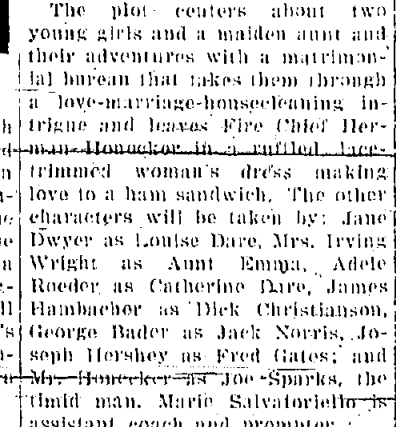 The plot centers about two
young girls and a maiden aunt and
their adventures with a matrimon-
ial bureau that takes them through
a love-marriage-housecleaning in-
h trigue and leaves Fire Chief Her-
man Honecker in a ruffled lace-
n trimmed woman's dress making
love to a ham sandwich. The other
characters will be taken by: Jane
Dwyer as Louise Dare, Mrs. Irving
a Wright as Aunt Emma, Adele
Roeder as Catherine Dare, James
ll Hambacher as Dick Christianson,
's George Bader as Jack Norris, Jo-
seph Hershey as Fred Gates; and
Mr. Honecker as Joe Sparks, the
timid man. Marie Salvatoriello is
assistant coach and prompter.